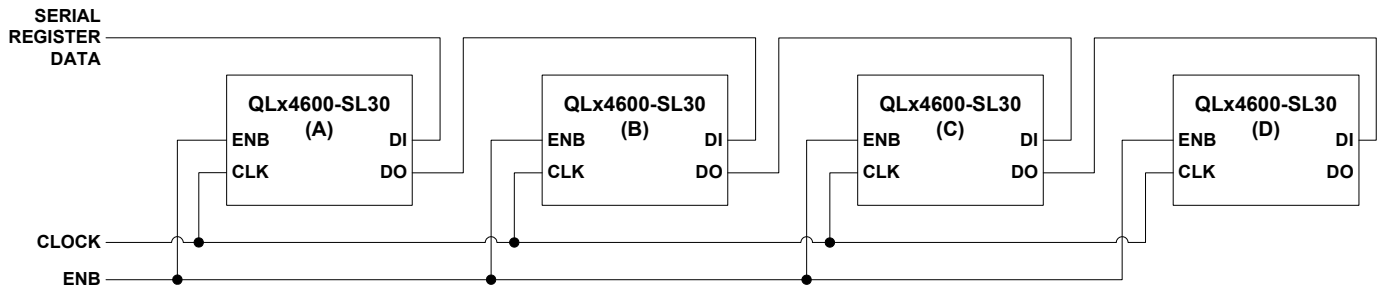 SERIAL
REGISTER
DATA
QLx4600-SL30
(A)
ENB
DI
CLK
DO
QLx4600-SL30
(B)
ENB
DI
CLK
DO
QLx4600-SL30
(C)
ENB
DI
CLK
DO
QLx4600-SL30
(D)
ENB
DI
CLK
DO
CLOCK
ENB